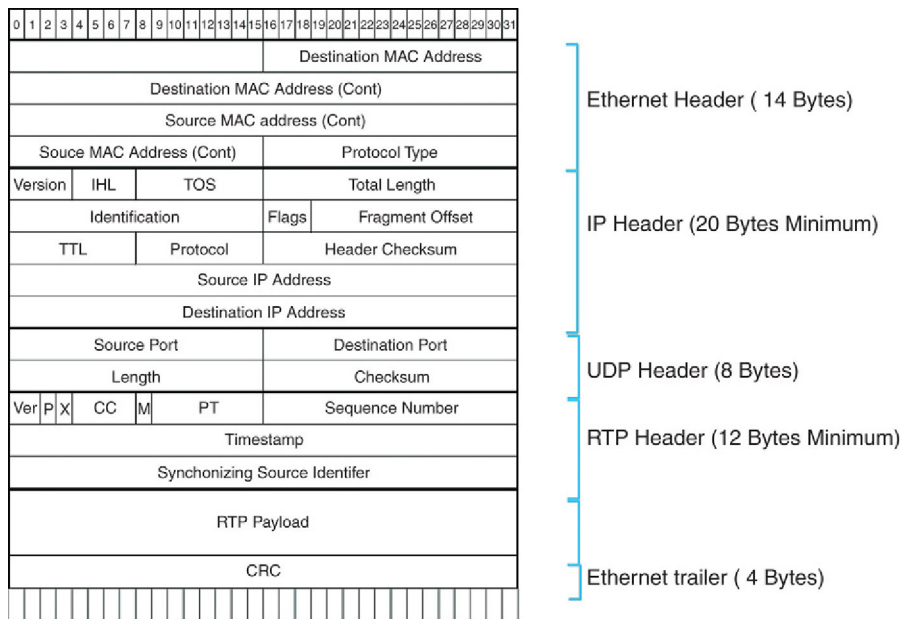 0 1 2 3 4 5 6 7 8 9 10 11 12 13 14 15 16 17 18 19 20 21 22 23 24 25 26 27 28 29 30 31
Destination MAC Address
Destination MAC Address (Cont)
Ethernet Header ( 14 Bytes)
Source MAC address (Cont)
Souce MAC Address (Cont) Protocol Type
Version IHL TOS Total Length
Identification Flags Fragment Offset
IP Header (20 Bytes Minimum)
TTL Protocol Header Checksum
Source IP Address
Destination IP Address
Source Port Destination Port
UDP Header (8 Bytes)
Length Checksum
Ver P X CC M PT Sequence Number
RTP Header (12 Bytes Minimum)
Timestamp
Synchonizing Source Identifer
RTP Payload
CRC
Ethernet trailer ( 4 Bytes)